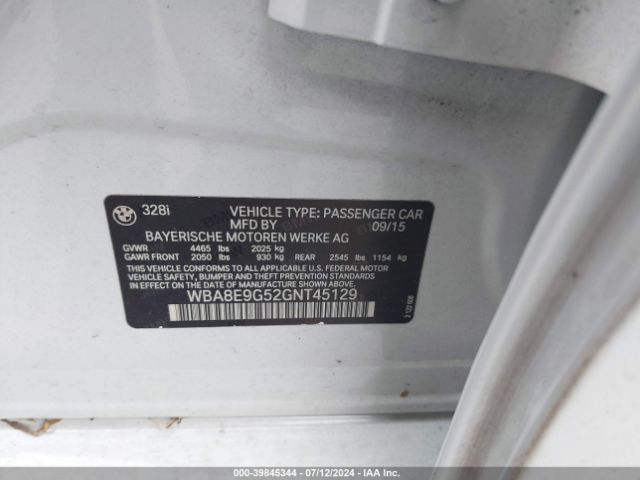 328i
VEHICLE TYPE: PASSENGER CAR
MFD BY 09/15
BAYERISCHE MOTOREN WERKE AG
GVWR 4465 lbs 2025 kg
GAWR FRONT 2050 lbs 930 kg REAR 2545 lbs 1154 kg
THIS VEHICLE CONFORMS TO ALL APPLICABLE U.S. FEDERAL MOTOR
VEHICLE SAFETY, BUMPER AND THEFT PREVENTION STANDARDS
IN EFFECT ON THE DATE OF MANUFACTURE SHOWN ABOVE.
WBA8E9G52GNT45129
000-39845344 / 07/12/2024 - IAA Inc.